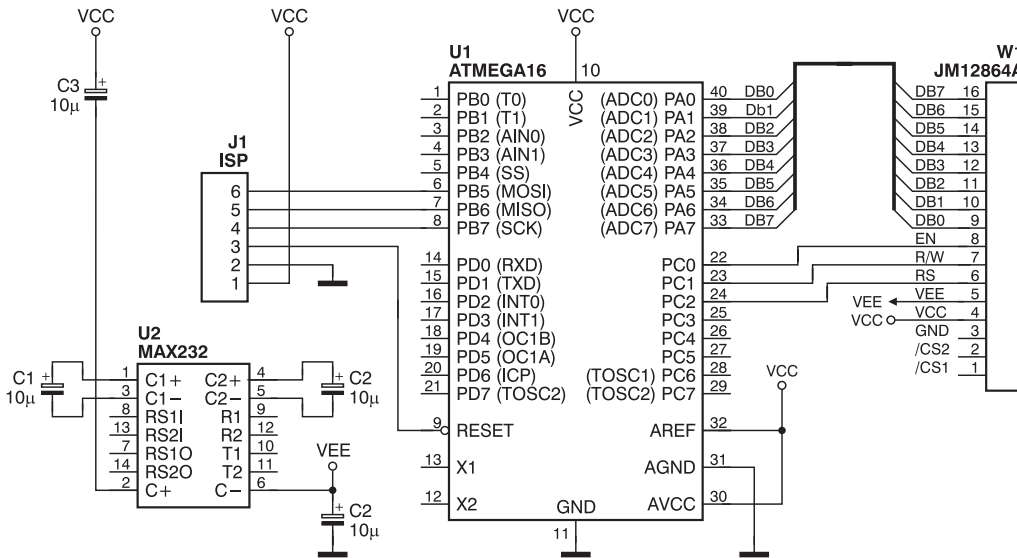 VCC
VCC
VCC
C3
10µ
+
J1
ISP
6
5
4
3
2
1
U1
ATMEGA16
10
VCC
1 PB0 (T0)
2 PB1 (T1)
3 PB2 (AIN0)
4 PB3 (AIN1)
5 PB4 (SS)
6 PB5 (MOSI)
7 PB6 (MISO)
8 PB7 (SCK)
14 PD0 (RXD)
15 PD1 (TXD)
16 PD2 (INT0)
17 PD3 (INT1)
18 PD4 (OC1B)
19 PD5 (OC1A)
20 PD6 (ICP)
21 PD7 (TOSC2)
9 RESET
13 X1
12 X2
GND
11
(ADC0) PA0 40 DB0
(ADC1) PA1 39 Db1
(ADC2) PA2 38 DB2
(ADC3) PA3 37 DB3
(ADC4) PA4 36 DB4
(ADC5) PA5 35 DB5
(ADC6) PA6 34 DB6
(ADC7) PA7 33 DB7
PC0 22
PC1 23
PC2 24
PC3 25
PC4 26
PC5 27
(TOSC1) PC6 28
(TOSC2) PC7 29
AREF 32
AGND 31
AVCC 30
VCC
W1
JM12864A
DB7 16
DB6 15
DB5 14
DB4 13
DB3 12
DB2 11
DB1 10
DB0 9
EN 8
R/W 7
RS 6
VEE VEE 5
VCC VCC 4
GND 3
/CS2 2
/CS1 1
U2
MAX232
C1
10µ
+
1 C1+
3 C1-
8 RS1I
13 RS2I
7 RS1O
14 RS2O
2 C+
C2+ 4
C2- 5
R1 9
R2 12
T1 10
T2 11
C- 6
+
C2
10µ
VEE
+
C2
10µ